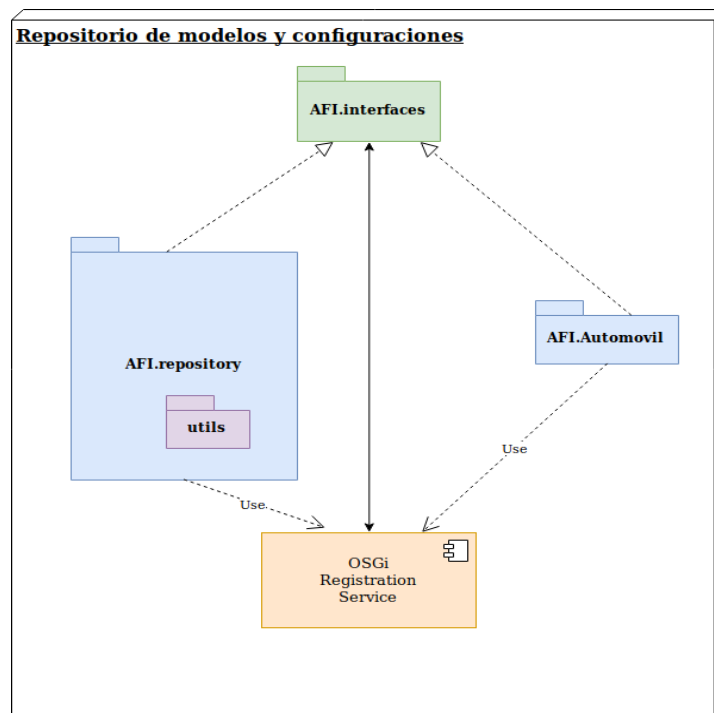 Repositorio de modelos y configuraciones
AFI.interfaces
AFI.Automovil
AFI.repository
utils
Use
Use
OSGi
Registration
Service